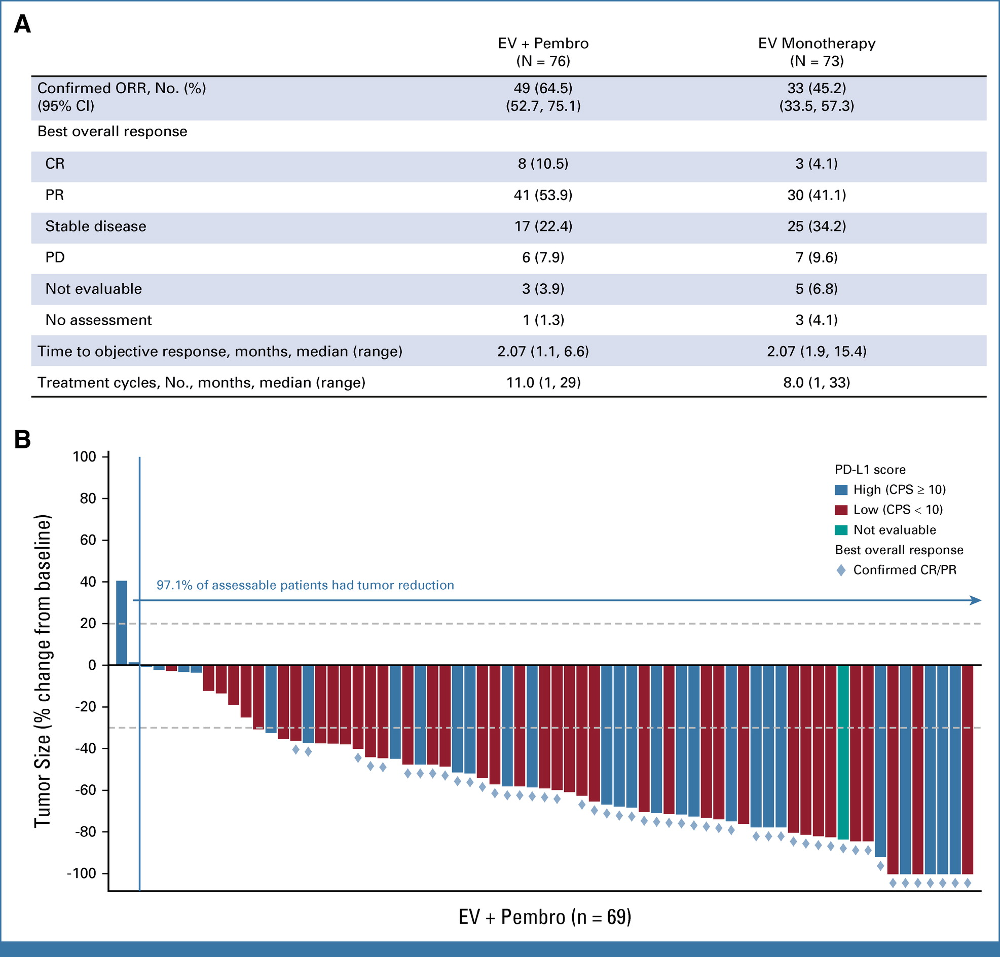 A
EV + Pembro EV Monotherapy
(N = 76) (N = 73)
Confirmed ORR, No. (%) 49 (64.5) 33 (45.2)
(95% CI) (52.7, 75.1) (33.5, 57.3)
Best overall response
CR 8 (10.5) 3 (4.1)
PR 41 (53.9) 30 (41.1)
Stable disease 17 (22.4) 25 (34.2)
PD 6 (7.9) 7 (9.6)
Not evaluable 3 (3.9) 5 (6.8)
No assessment 1 (1.3) 3 (4.1)
Time to objective response, months, median (range) 2.07 (1.1, 6.6) 2.07 (1.9, 15.4)
Treatment cycles, No., months, median (range) 11.0 (1, 29) 8.0 (1, 33)
B
Tumor Size (% change from baseline)
100
80
60
40
20
0
-20
-40
-60
-80
-100
97.1% of assessable patients had tumor reduction
PD-L1 score
High (CPS ≥ 10)
Low (CPS < 10)
Not evaluable
Best overall response
Confirmed CR/PR
EV + Pembro (n = 69)